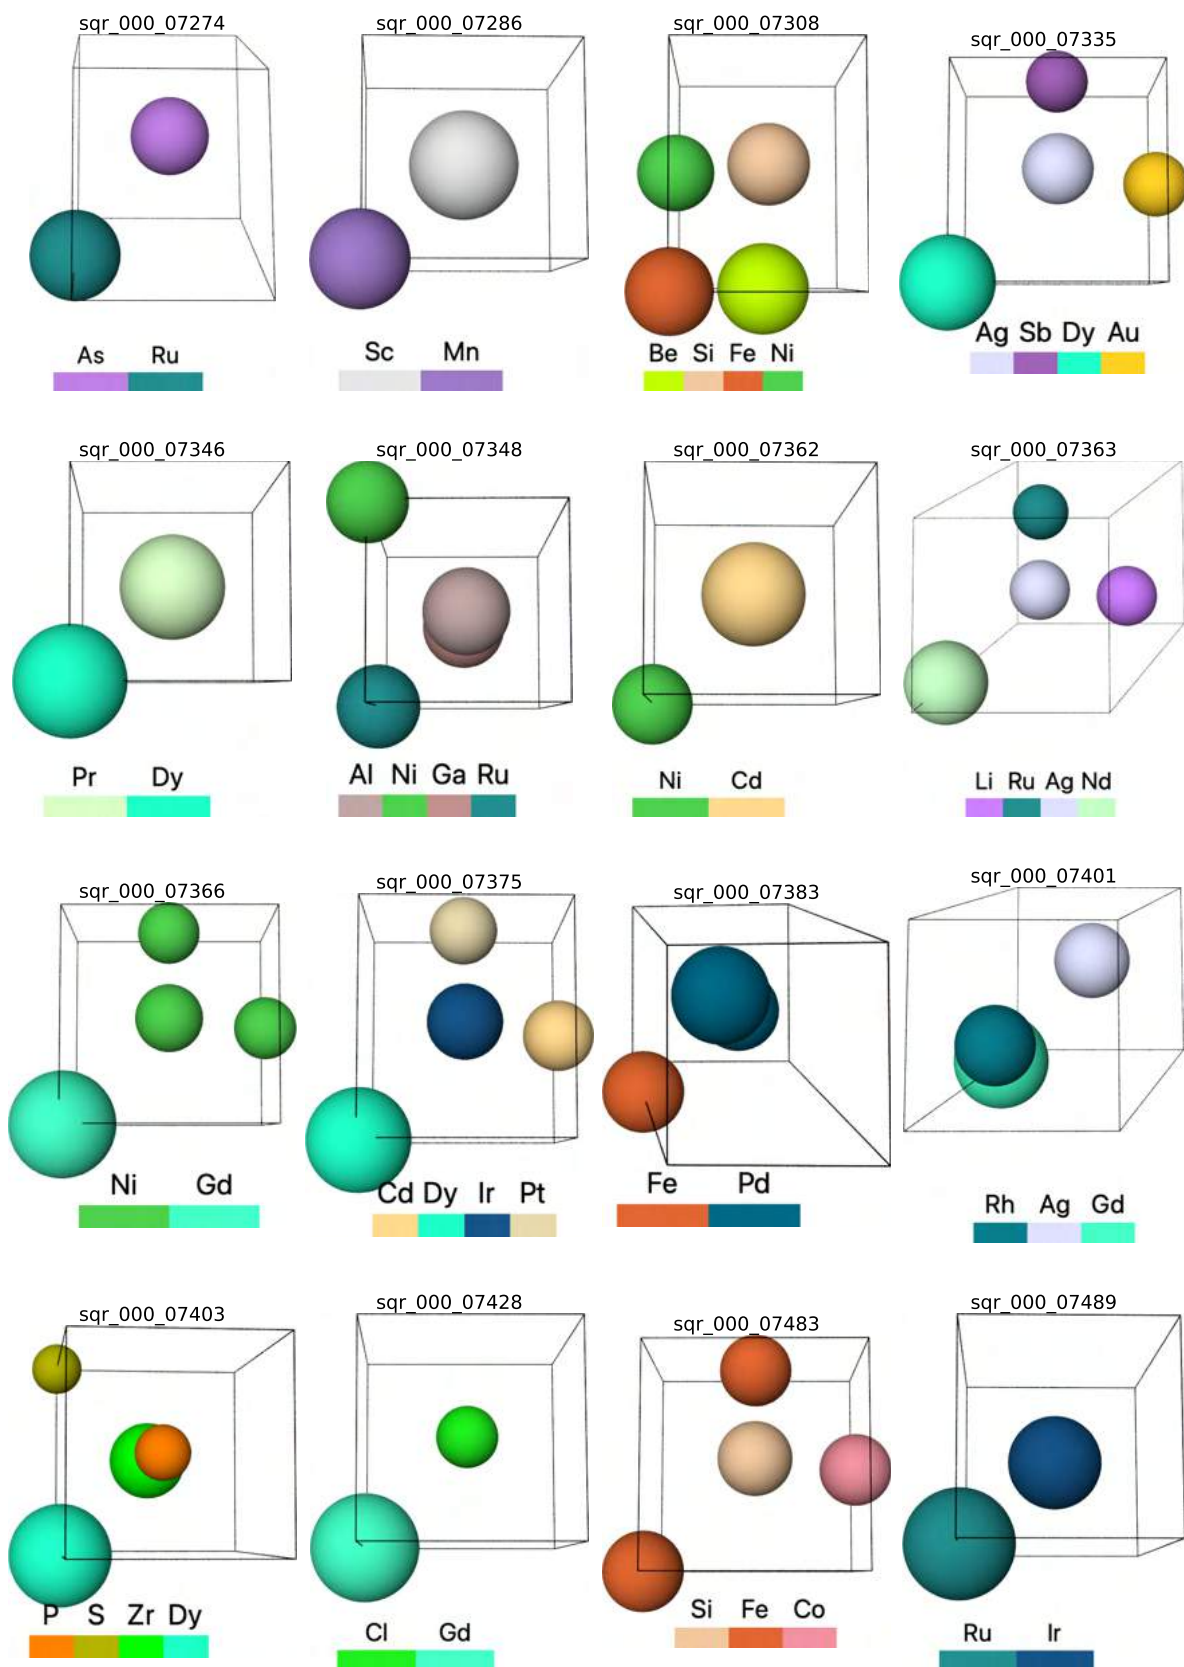 sqr_000_07274 sqr_000_07286 sqr_000_07308 sqr_000_07335
As Ru Sc Mn Be Si Fe Ni Ag Sb Dy Au
sqr_000_07346 sqr_000_07348 sqr_000_07362 sqr_000_07363
Pr Dy Al Ni Ga Ru Ni Cd Li Ru Ag Nd
sqr_000_07366 sqr_000_07375 sqr_000_07383 sqr_000_07401
Ni Gd Cd Dy Ir Pt Fe Pd Rh Ag Gd
sqr_000_07403 sqr_000_07428 sqr_000_07483 sqr_000_07489
P S Zr Dy Cl Gd Si Fe Co Ru Ir